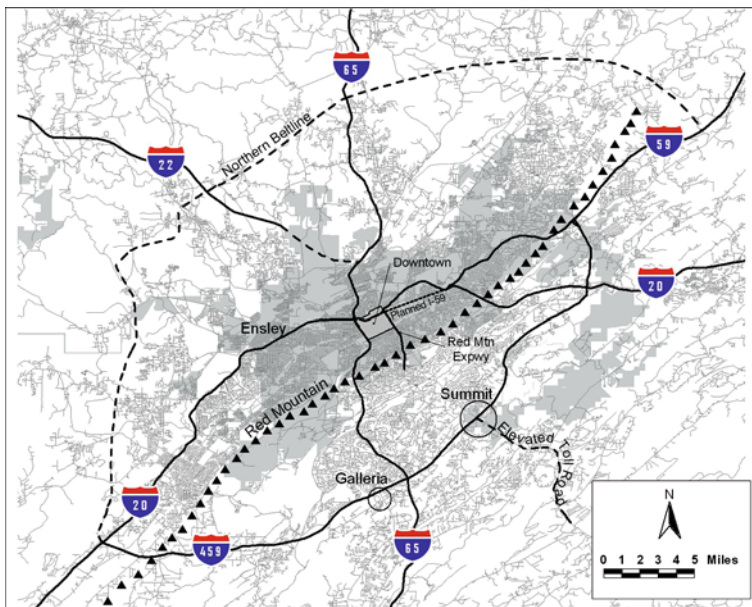 65
59
22
Northern Beltline
20
Downtown
Planned I-59
Ensley
Red Mtn
Expwy
Red Mountain
Summit
Elevated
Toll Road
Galleria
20
459
65
N
0 1 2 3 4 5 Miles